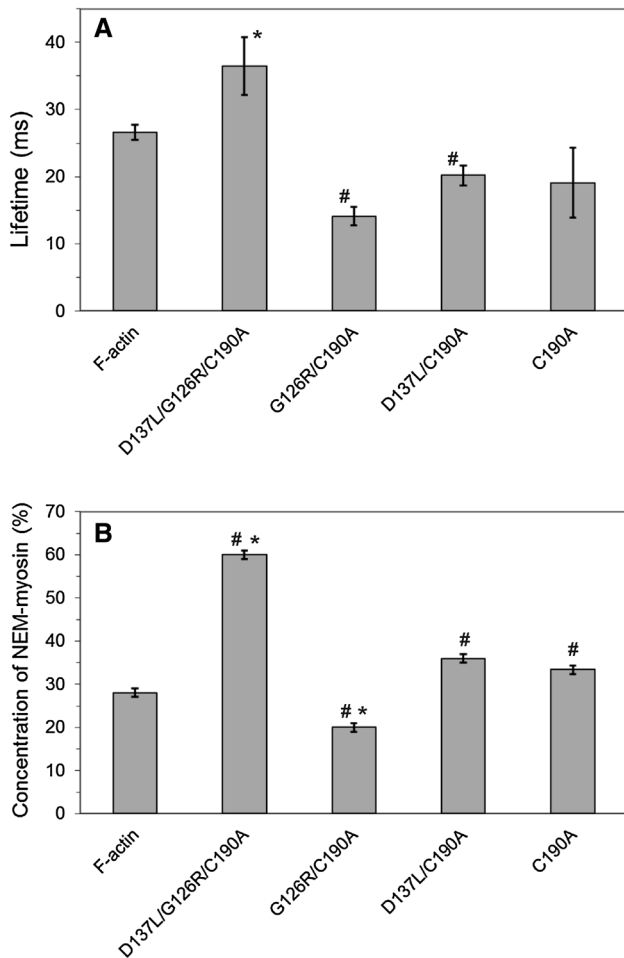 A
*
Lifetime (ms)
40
30
20
10
0
#
#
F-actin
D137L/G126R/C190A
G126R/C190A
D137L/C190A
C190A
B
# *
# *
#
#
Concentration of NEM-myosin (%)
70
60
50
40
30
20
10
0
F-actin
D137L/G126R/C190A
G126R/C190A
D137L/C190A
C190A